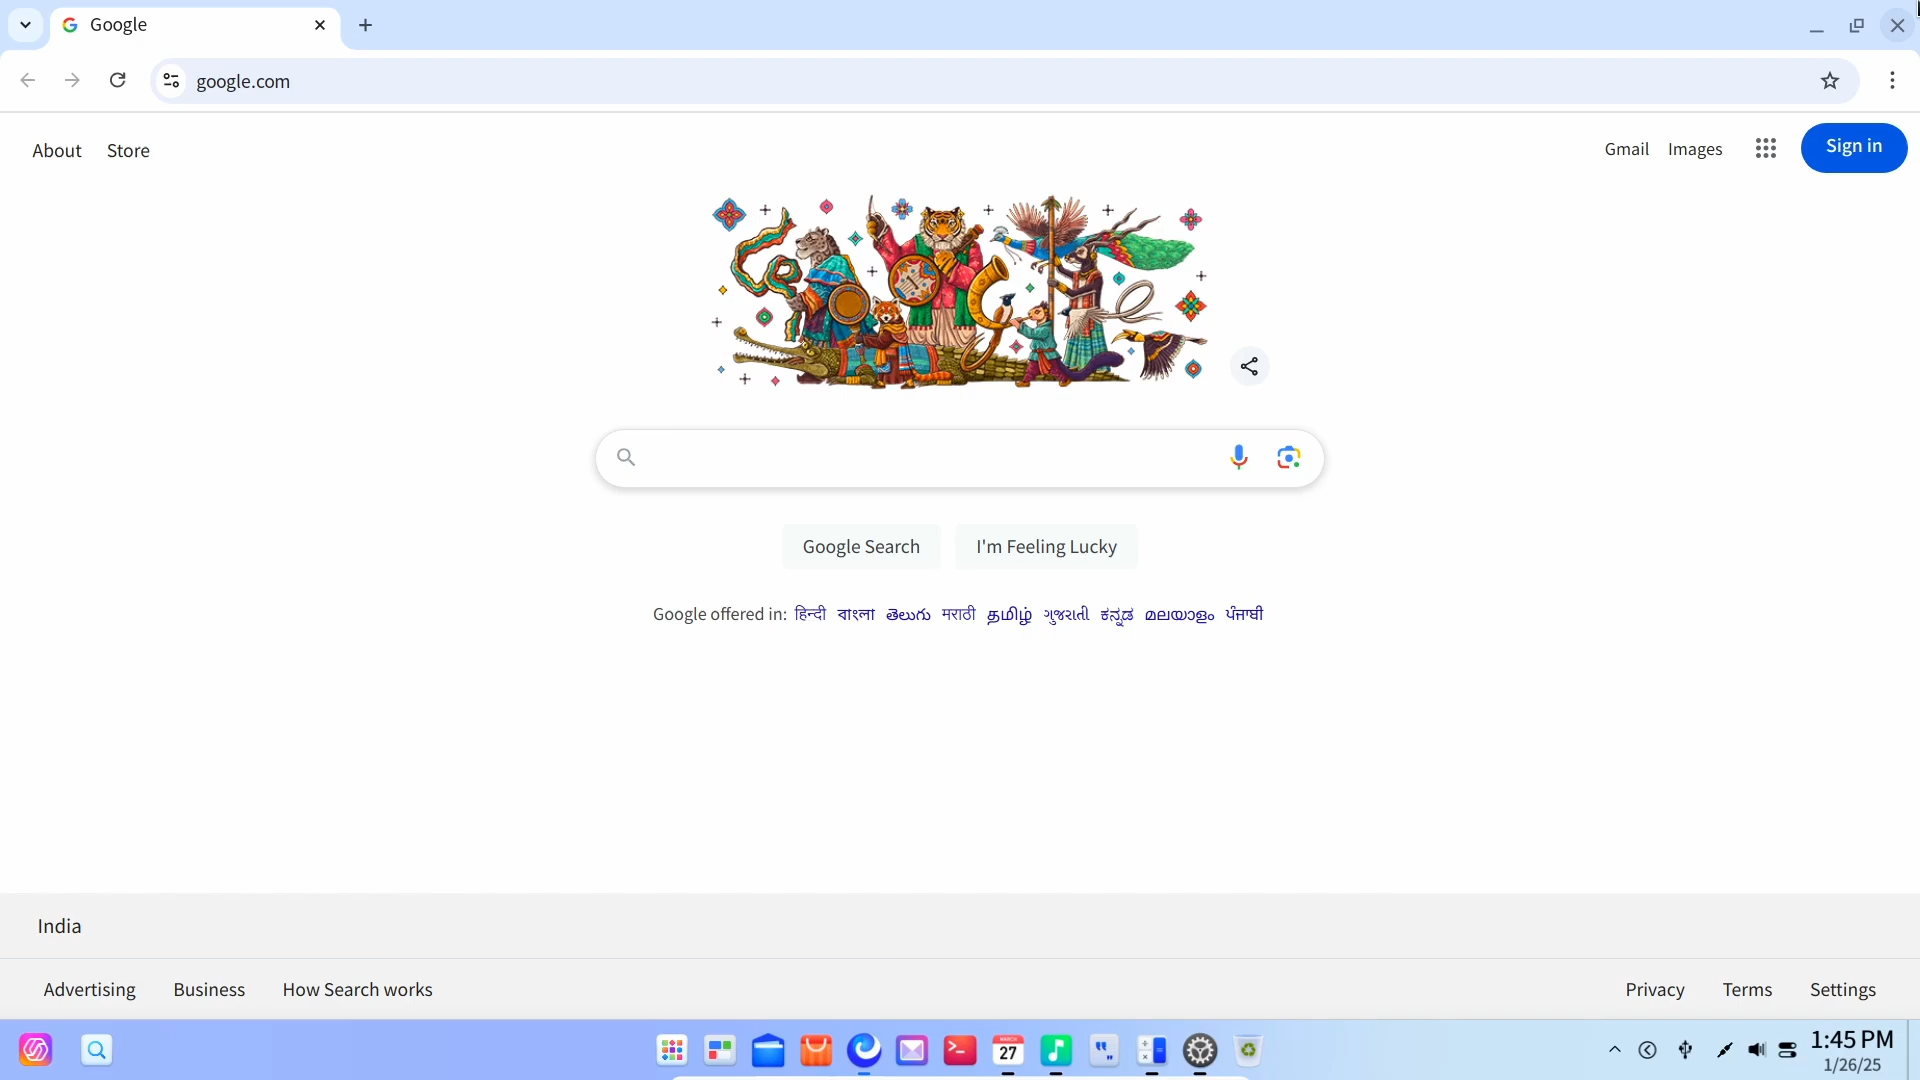 Google
google.com
About Store
Gmail Images Sign in
Google Search I'm Feeling Lucky
Google offered in: हिन्दी বাংলা తెలుగు मराठी தமிழ் ગુજરાતી ಕನ್ನಡ മലയാളം ਪੰਜਾਬੀ
India
Advertising Business How Search works
Privacy Terms Settings
MARCH
27
1:45 PM
1/26/25